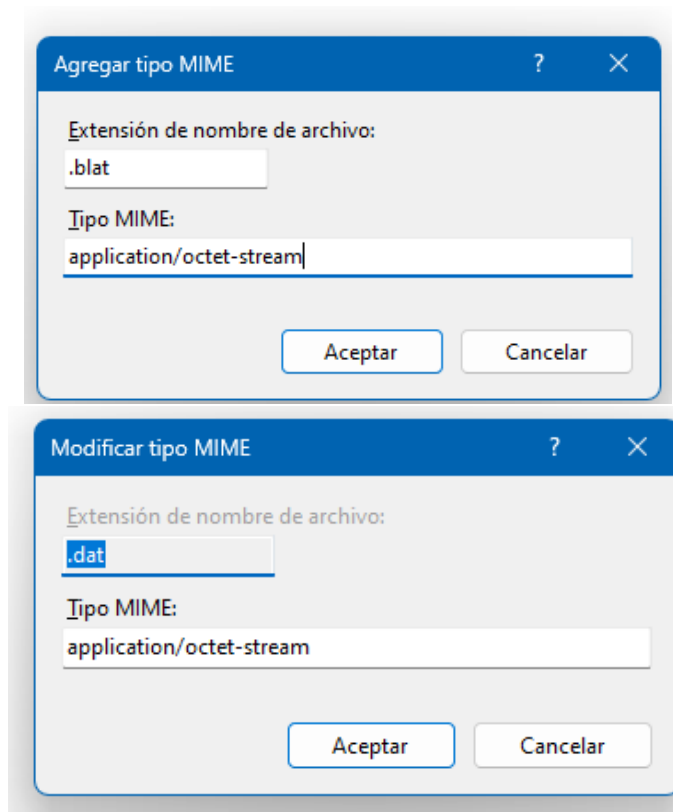 Agregar tipo MIME
Extensión de nombre de archivo:
.blat
Tipo MIME:
application/octet-stream
Aceptar Cancelar
Modificar tipo MIME
Extensión de nombre de archivo:
.dat
Tipo MIME:
application/octet-stream
Aceptar Cancelar